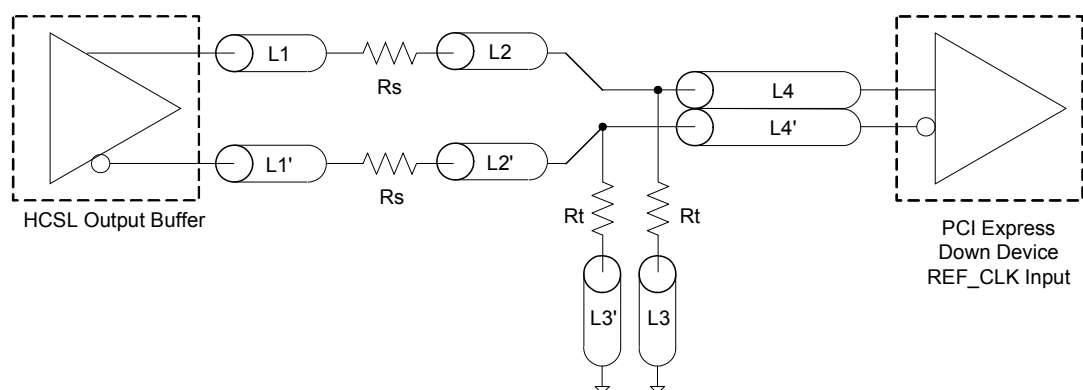 L1
Rs
L2
L4
L4'
L1'
Rs
L2'
HCSL Output Buffer
Rt
Rt
L3'
L3
PCI Express
Down Device
REF_CLK Input